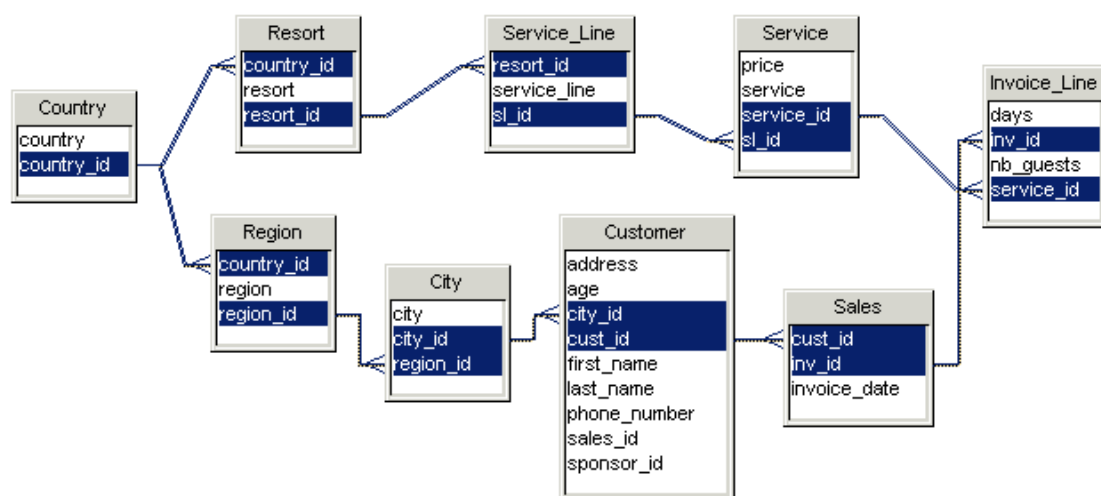 Country
country
country_id
Resort
country_id
resort
resort_id
Service_Line
resort_id
service_line
sl_id
Service
price
service
service_id
sl_id
Invoice_Line
days
inv_id
nb_guests
service_id
Region
country_id
region
region_id
City
city
city_id
region_id
Customer
address
age
city_id
cust_id
first_name
last_name
phone_number
sales_id
sponsor_id
Sales
cust_id
inv_id
invoice_date